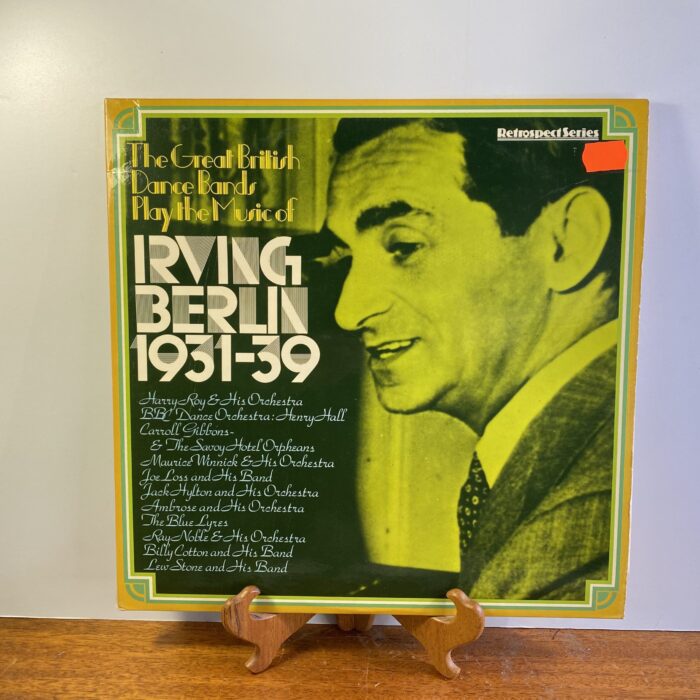 Retrospect Series
The Great British
Dance Bands
Play the Music of
IRVING
BERLIN
1931-39
Harry Roy & His Orchestra
BBC Dance Orchestra: Henry Hall
Carroll Gibbons-
& The Savoy Hotel Orpheans
Maurice Winnick & His Orchestra
Joe Loss and His Band
Jack Hylton and His Orchestra
Ambrose and His Orchestra
The Blue Lyres
Ray Noble & His Orchestra
Billy Cotton and His Band
Lew Stone and His Band